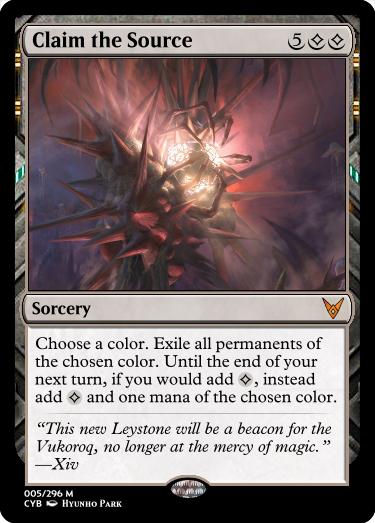 Claim the Source 5◇◇
Sorcery
Choose a color. Exile all permanents
of the chosen color. Until the end of your
next turn, if you would add ◇, instead
add ◇ and one mana of the chosen color.
“This new Leystone will be a beacon for the
Vukoroq, no longer at the mercy of magic.”
—Xiv
005/296 M
CYB Hyunho Park